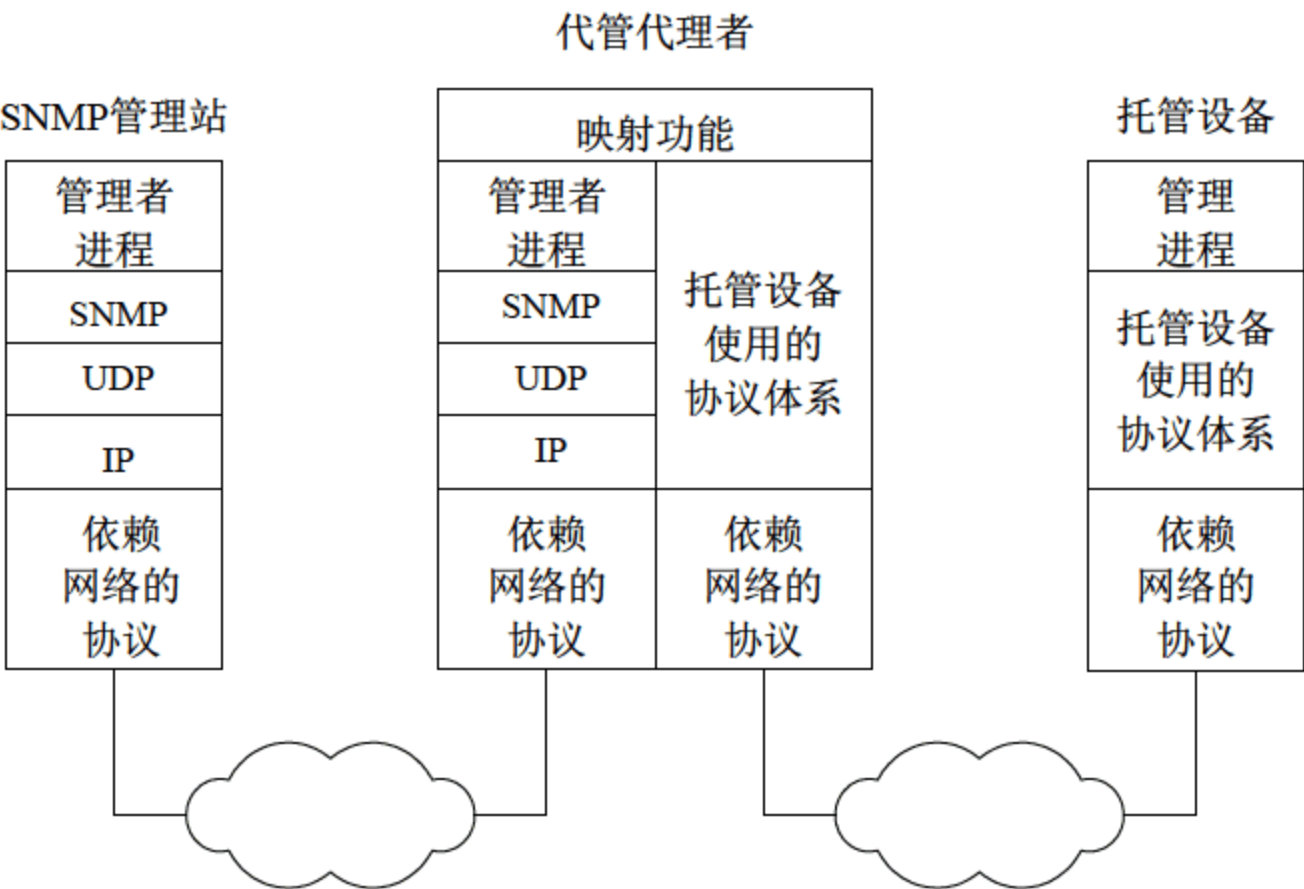 代管代理者
SNMP管理站
映射功能
托管设备
管理者
进程
SNMP
UDP
IP
依赖
网络的
协议
管理者
进程
SNMP
UDP
IP
依赖
网络的
协议
托管设备
使用的
协议体系
依赖
网络的
协议
管理
进程
托管设备
使用的
协议体系
依赖
网络的
协议